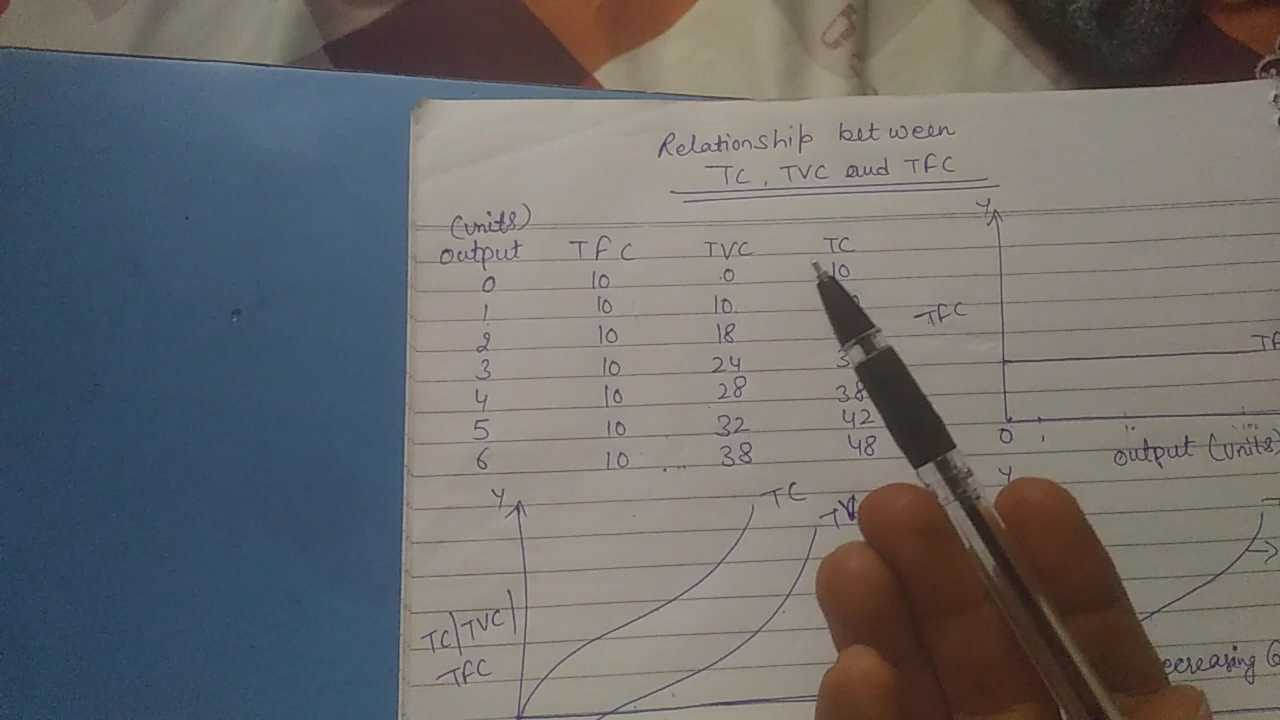 Relationship between
TC, TVC and TFC
(units)
output TFC TVC TC
0 10 0 10
1 10 10
2 10 18
3 10 24 3
4 10 28 38
5 10 32 42
6 10 ... 38 48
Y
TFC
0
output (units)
Y
TC
TC|TVC|
TFC
Y